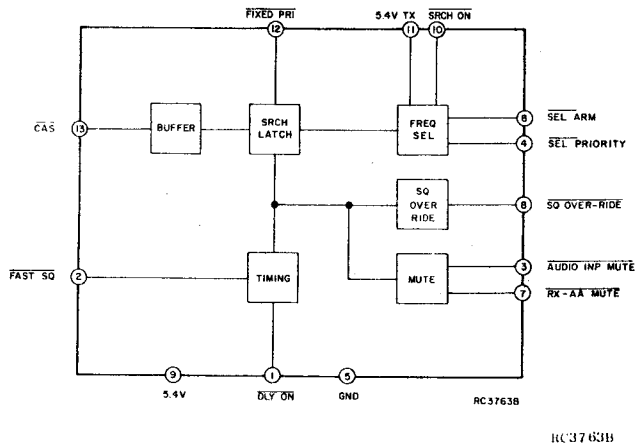 FIXED PRI
12
5.4V TX
11
SRCH ON
10
CAS
13
BUFFER
SRCH
LATCH
FREQ
SEL
8
SEL ARM
4
SEL PRIORITY
SQ
OVER
RIDE
8
SQ OVER-RIDE
FAST SQ
2
TIMING
MUTE
3
AUDIO INP MUTE
7
RX-AA MUTE
9
5.4V
1
DLY ON
5
GND
RC3763B
RC3763B